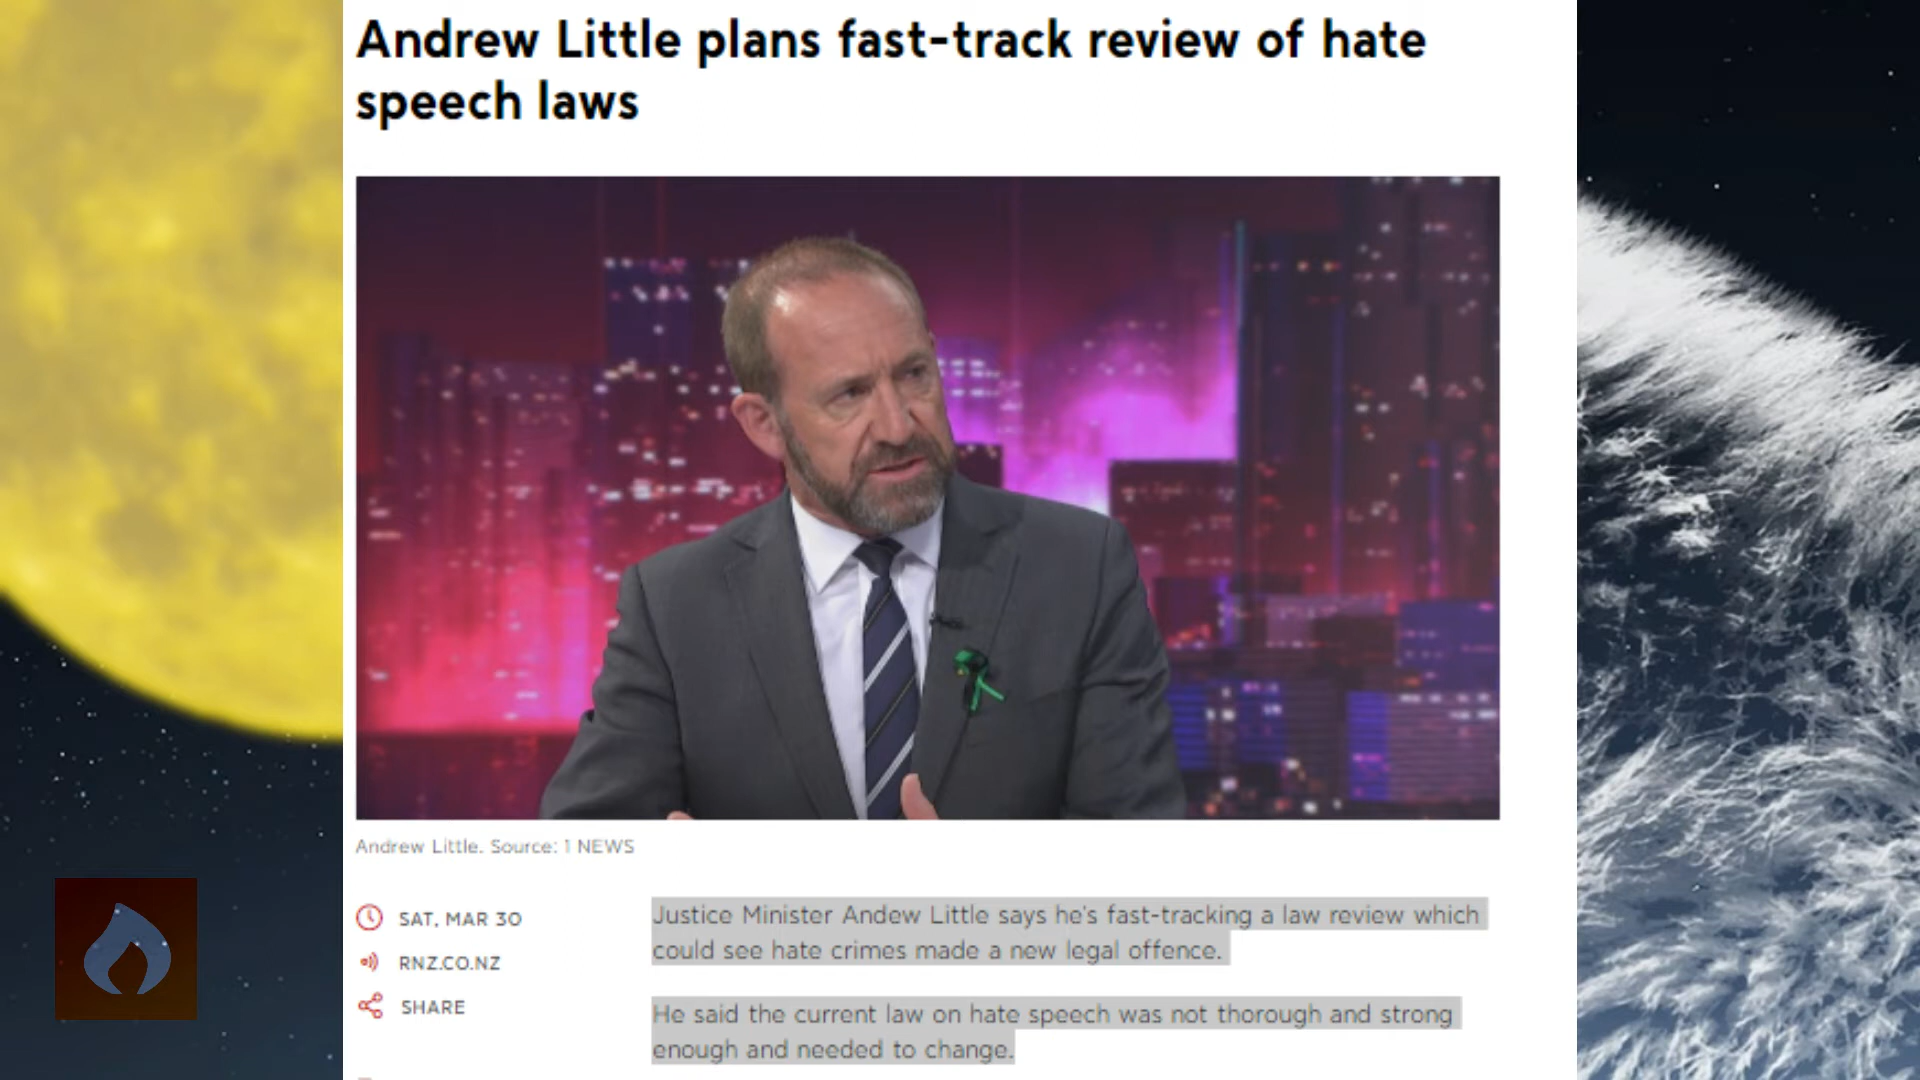 Andrew Little plans fast-track review of hate
speech laws
Andrew Little. Source: 1 NEWS
SAT, MAR 30
RNZ.CO.NZ
SHARE
Justice Minister Andew Little says he's fast-tracking a law review which
could see hate crimes made a new legal offence.
He said the current law on hate speech was not thorough and strong
enough and needed to change.